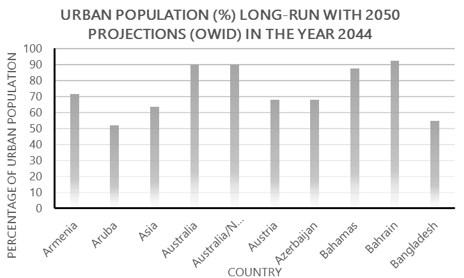 URBAN POPULATION (%) LONG-RUN WITH 2050
PROJECTIONS (OWID) IN THE YEAR 2044
PERCENTAGE OF URBAN POPULATION
100
90
80
70
60
50
40
30
20
10
0
Armenia
Aruba
Asia
Australia
Australia/N...
Austria
Azerbaijan
Bahamas
Bahrain
Bangladesh
COUNTRY